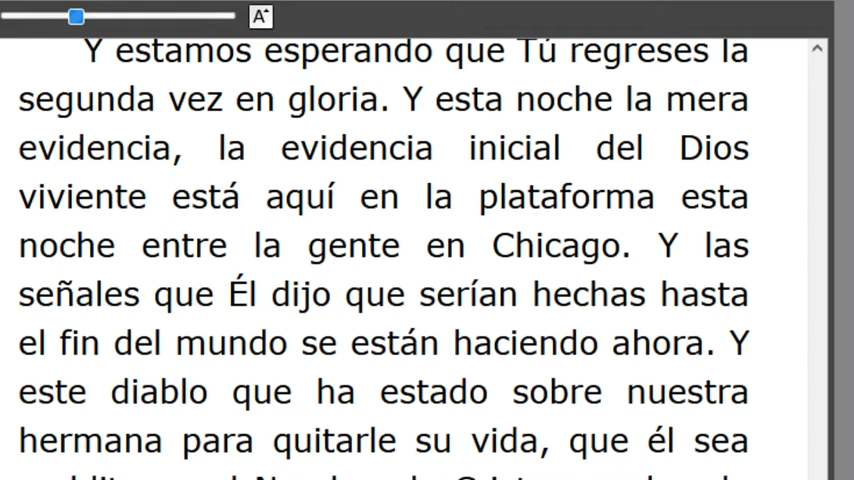 A
Y estamos esperando que Tú regreses la
segunda vez en gloria. Y esta noche la mera
evidencia, la evidencia inicial del Dios
viviente está aquí en la plataforma esta
noche entre la gente en Chicago. Y las
señales que Él dijo que serían hechas hasta
el fin del mundo se están haciendo ahora. Y
este diablo que ha estado sobre nuestra
hermana para quitarle su vida, que él sea